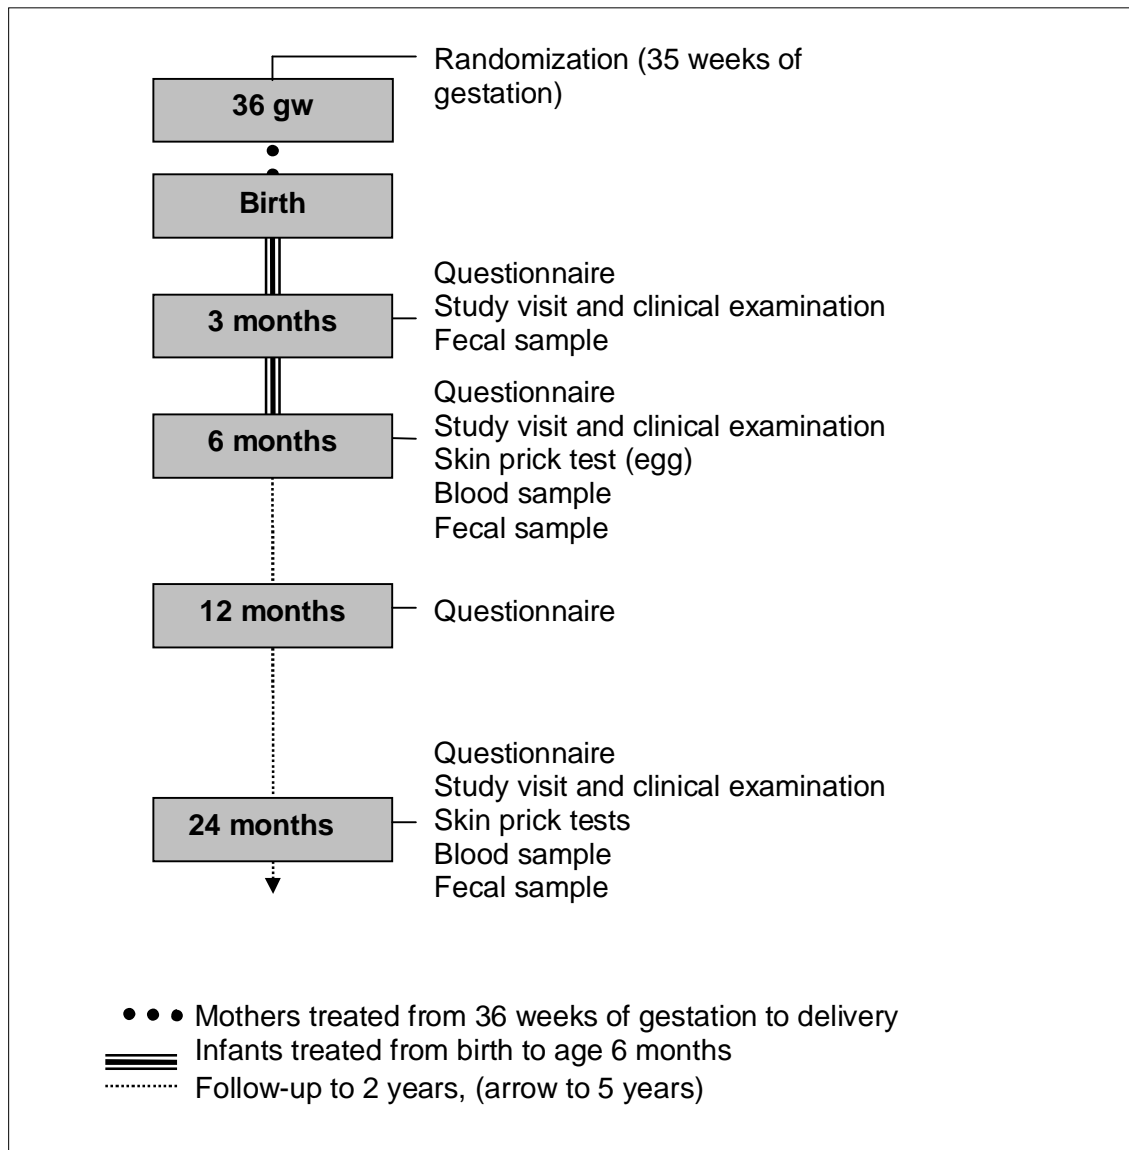 Randomization (35 weeks of
gestation)
36 gw
Birth
Questionnaire
Study visit and clinical examination
Fecal sample
3 months
Questionnaire
Study visit and clinical examination
Skin prick test (egg)
Blood sample
Fecal sample
6 months
12 months
Questionnaire
Questionnaire
Study visit and clinical examination
Skin prick tests
Blood sample
Fecal sample
24 months
Mothers treated from 36 weeks of gestation to delivery
Infants treated from birth to age 6 months
Follow-up to 2 years, (arrow to 5 years)